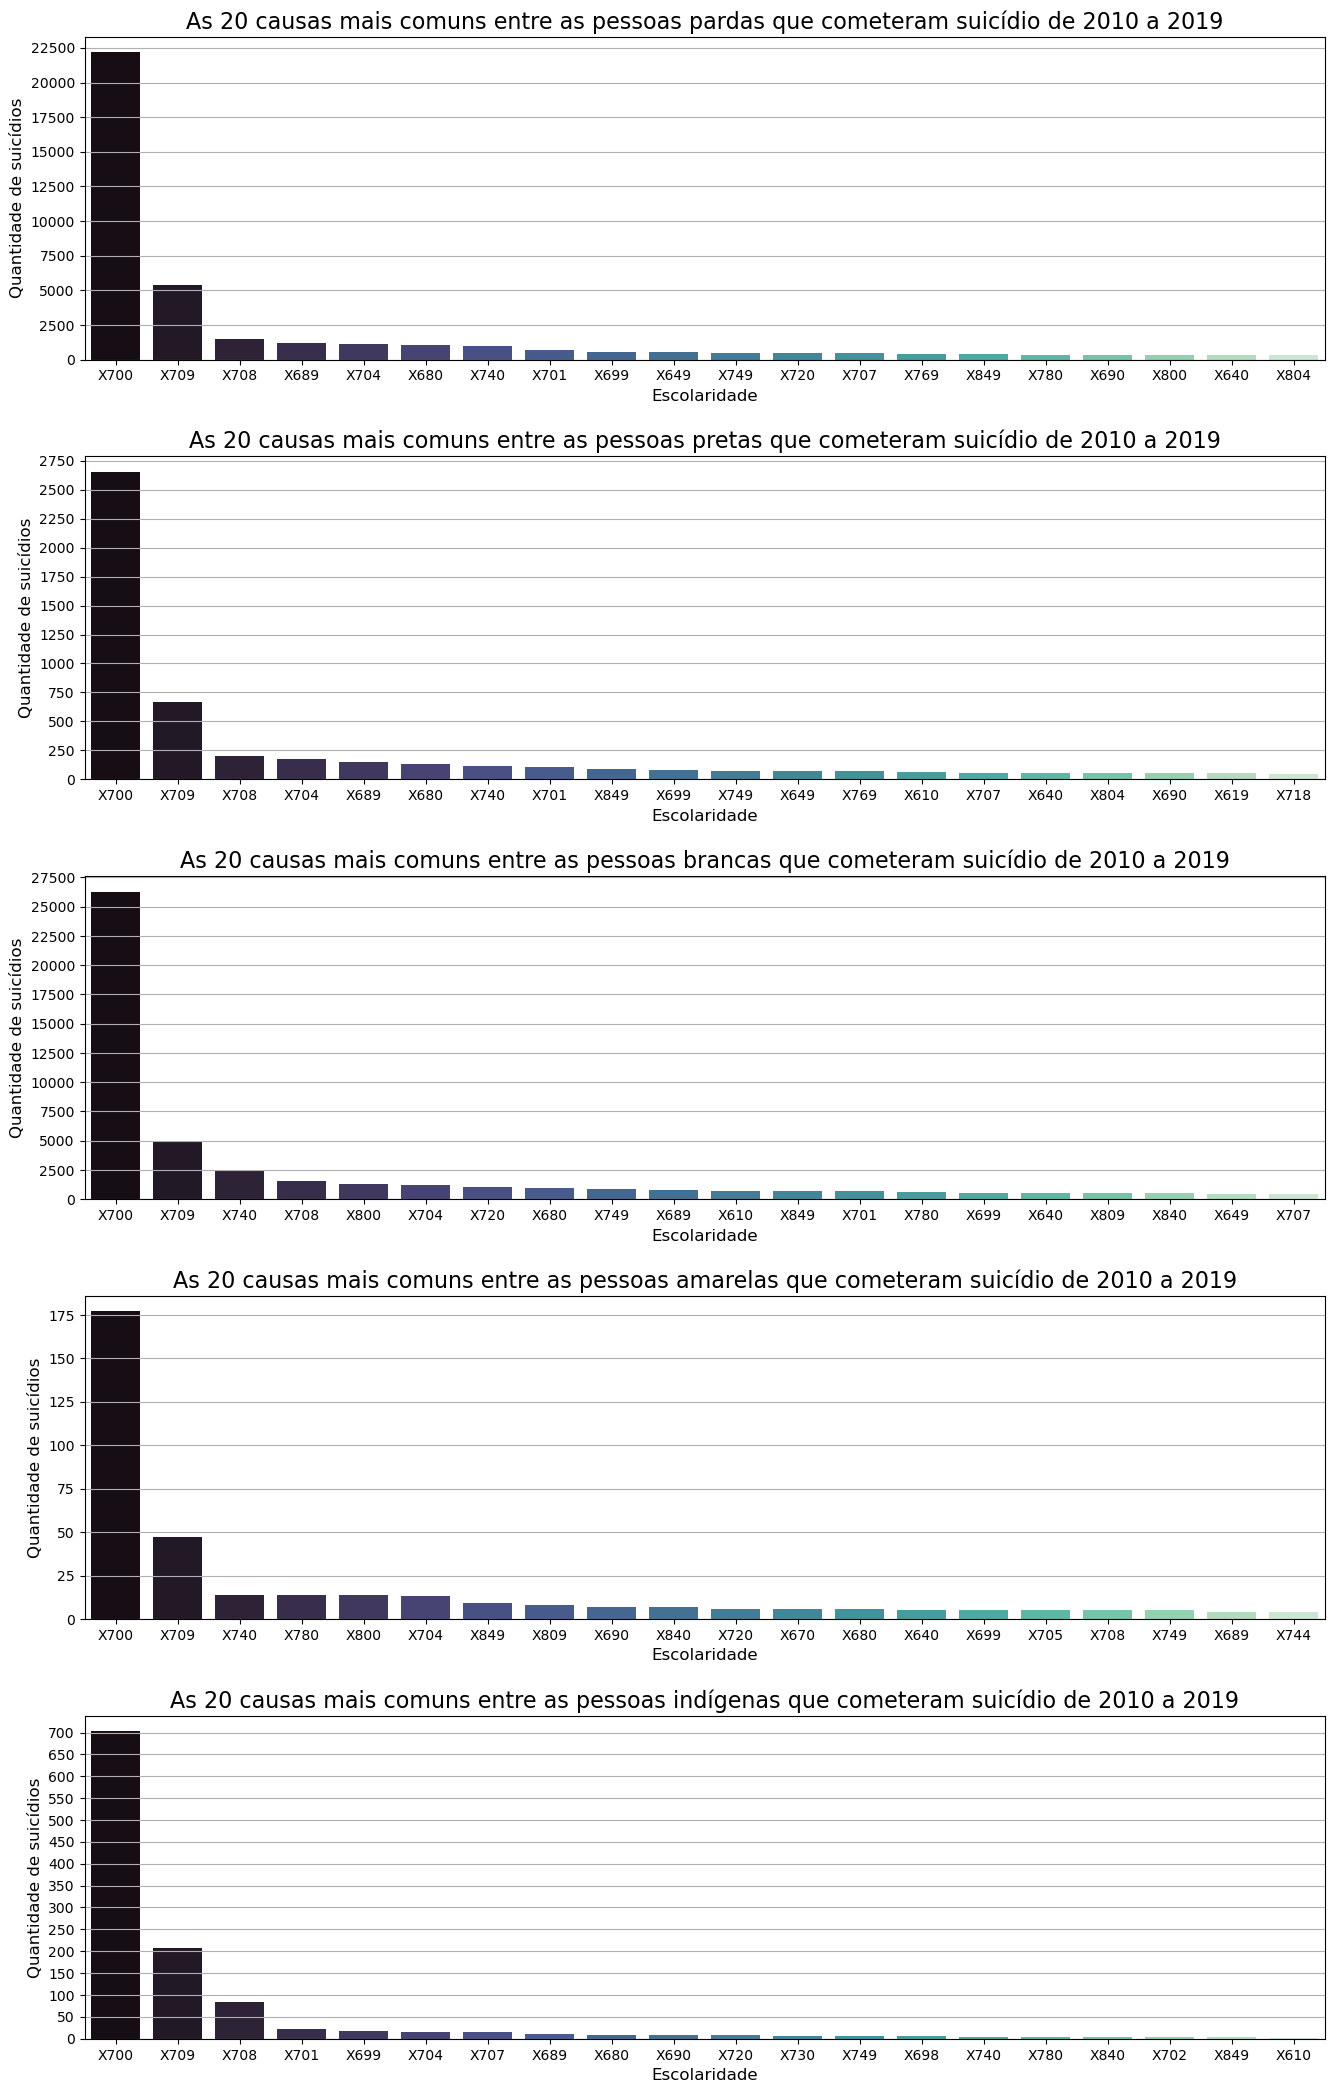 As 20 causas mais comuns entre as pessoas pardas que cometeram suicídio de 2010 a 2019
Quantidade de suicídios
22500
20000
17500
15000
12500
10000
7500
5000
2500
0
X700 X709 X708 X689 X704 X680 X740 X701 X699 X649 X749 X720 X707 X769 X849 X780 X690 X800 X640 X804
Escolaridade
As 20 causas mais comuns entre as pessoas pretas que cometeram suicídio de 2010 a 2019
Quantidade de suicídios
2750
2500
2250
2000
1750
1500
1250
1000
750
500
250
0
X700 X709 X708 X704 X689 X680 X740 X701 X849 X699 X749 X649 X769 X610 X707 X640 X804 X690 X619 X718
Escolaridade
As 20 causas mais comuns entre as pessoas brancas que cometeram suicídio de 2010 a 2019
Quantidade de suicídios
27500
25000
22500
20000
17500
15000
12500
10000
7500
5000
2500
0
X700 X709 X740 X708 X800 X704 X720 X680 X749 X689 X610 X849 X701 X780 X699 X640 X809 X840 X649 X707
Escolaridade
As 20 causas mais comuns entre as pessoas amarelas que cometeram suicídio de 2010 a 2019
Quantidade de suicídios
175
150
125
100
75
50
25
0
X700 X709 X740 X780 X800 X704 X849 X809 X690 X840 X720 X670 X680 X640 X699 X705 X708 X749 X689 X744
Escolaridade
As 20 causas mais comuns entre as pessoas indígenas que cometeram suicídio de 2010 a 2019
Quantidade de suicídios
700
650
600
550
500
450
400
350
300
250
200
150
100
50
0
X700 X709 X708 X701 X699 X704 X707 X689 X680 X690 X720 X730 X749 X698 X740 X780 X840 X702 X849 X610
Escolaridade